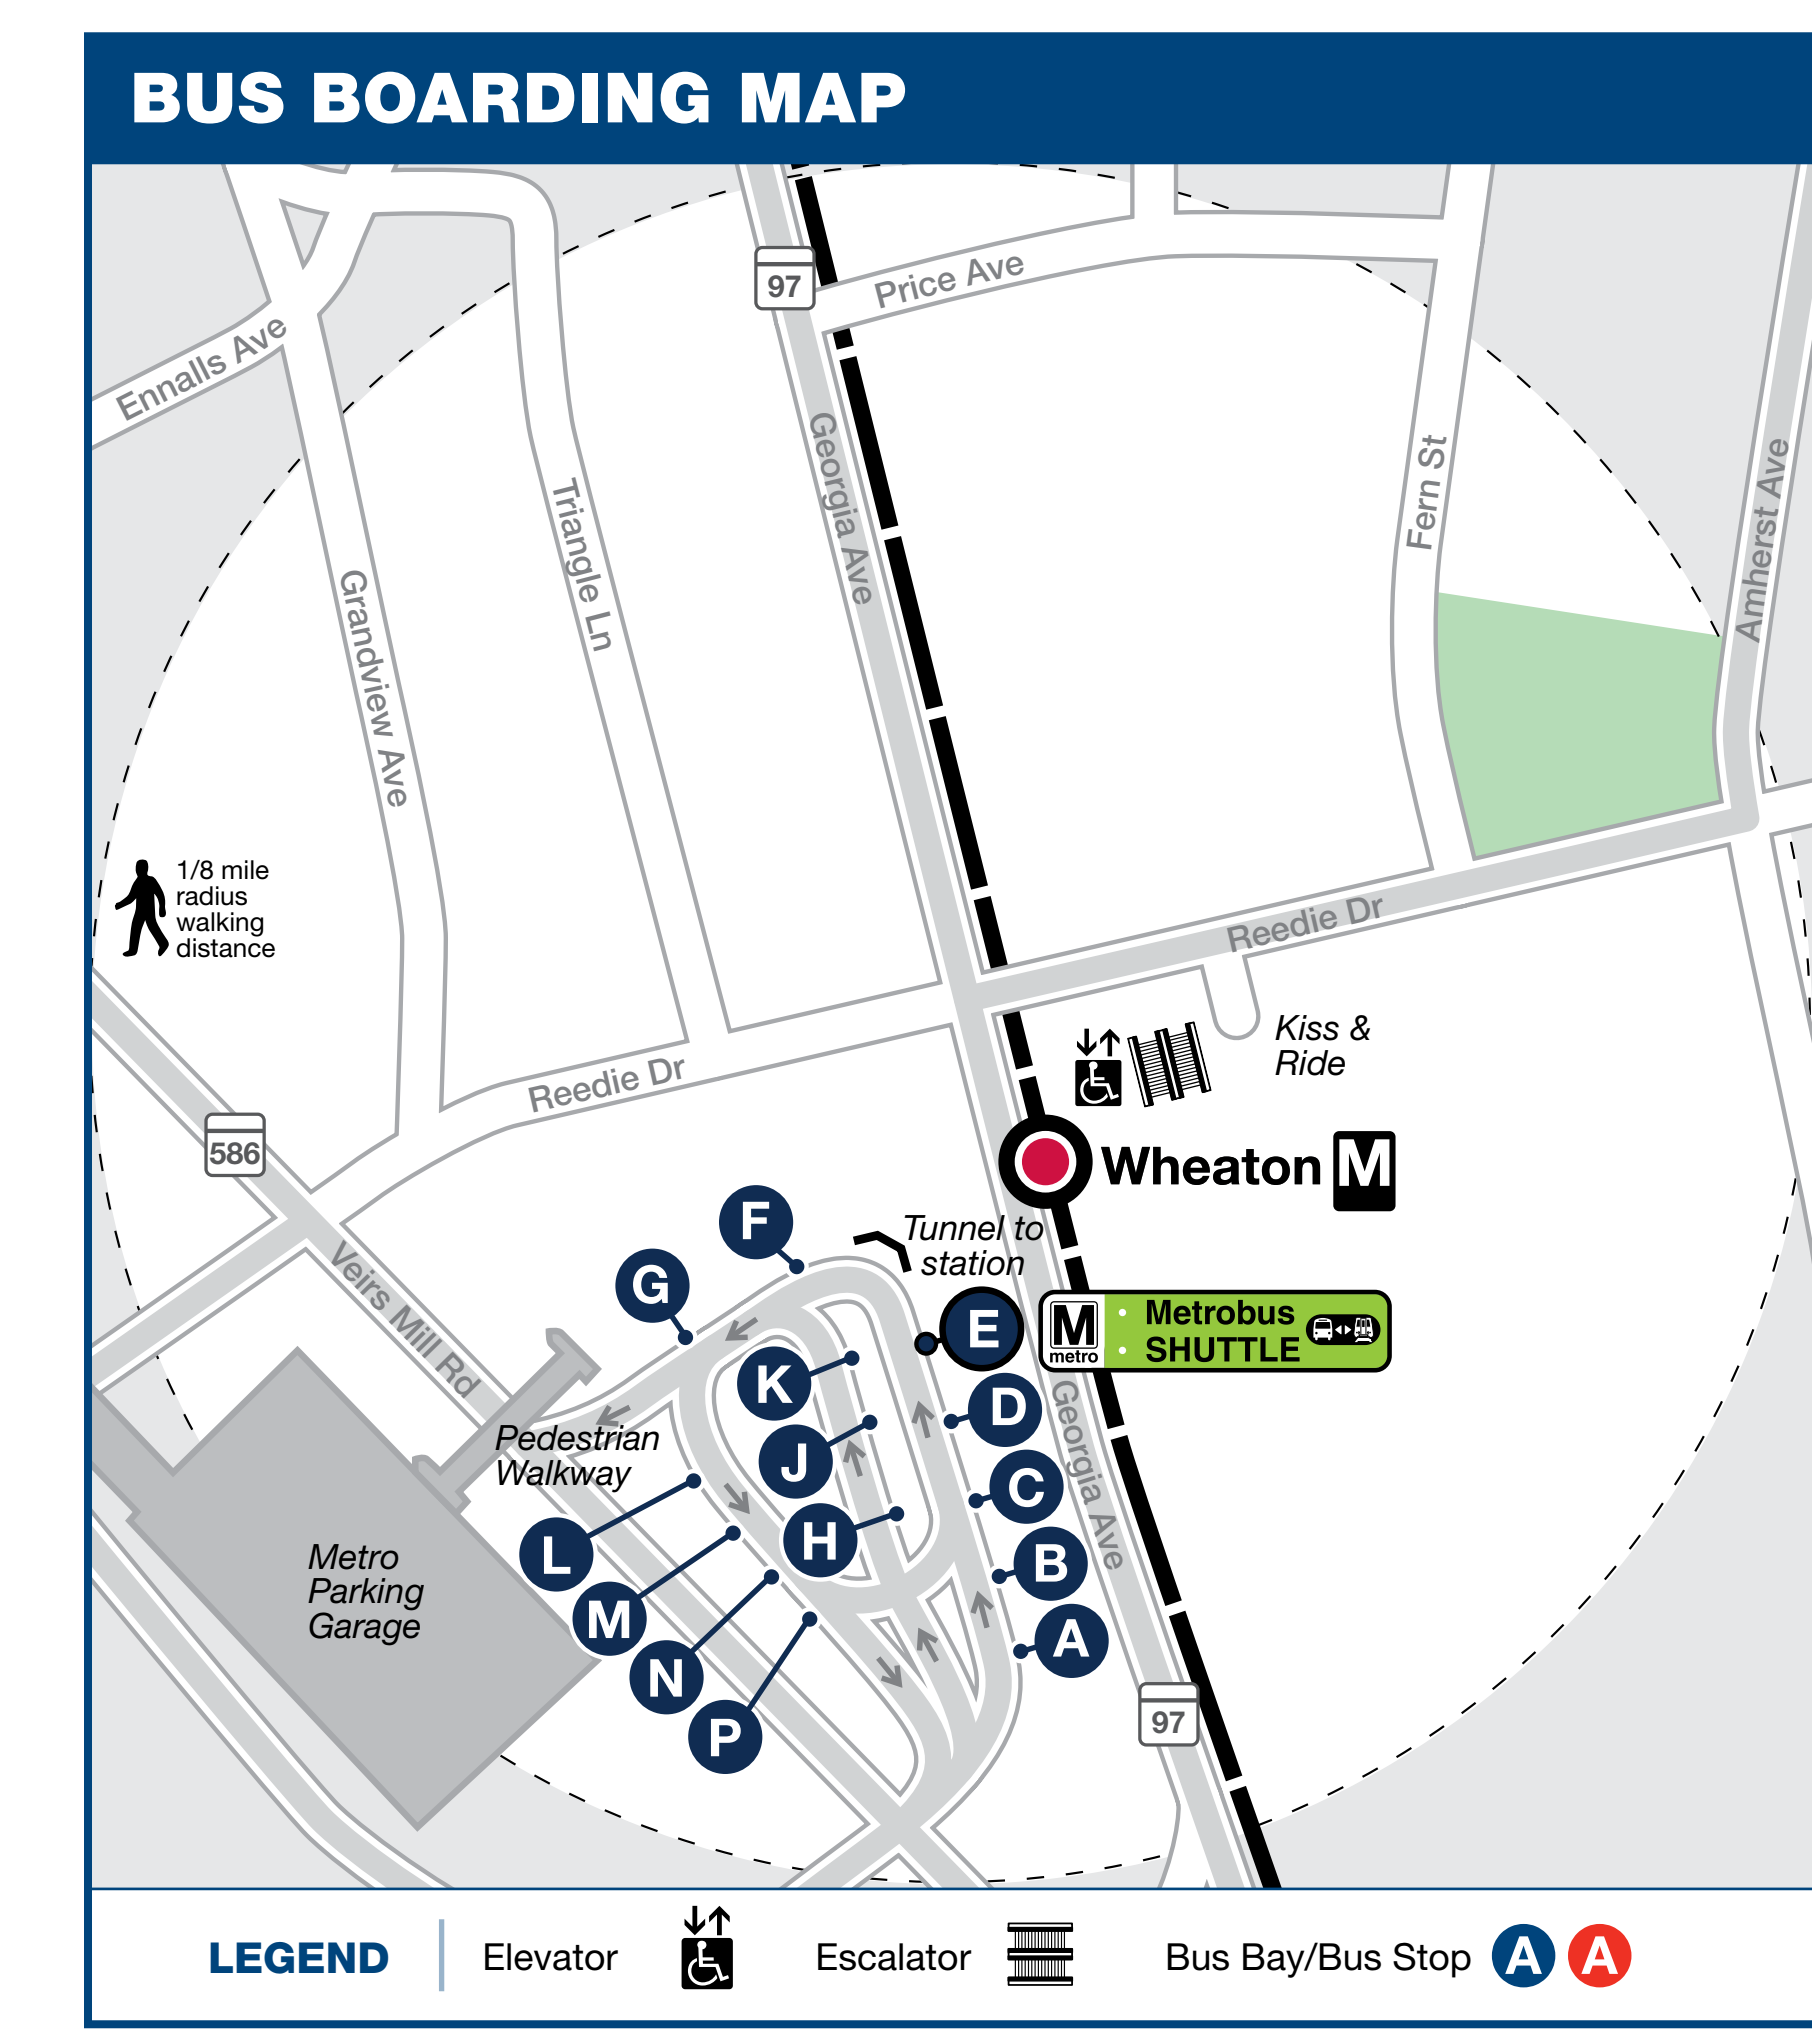 BUS BOARDING MAP
97
Price Ave
Ennalls Ave
Georgia Ave
Fern St
Amherst Ave
Triangle Ln
Grandview Ave
1/8 mile
radius
walking
distance
Reedie Dr
Kiss &
Ride
Reedie Dr
586
Wheaton M
F
Tunnel to
station
G
Veirs Mill Rd
E
M
metro
Metrobus
SHUTTLE
K
D
Georgia Ave
Pedestrian
Walkway
J
C
L
H
B
Metro
Parking
Garage
M
A
N
P
97
LEGEND
Elevator
Escalator
Bus Bay/Bus Stop A A